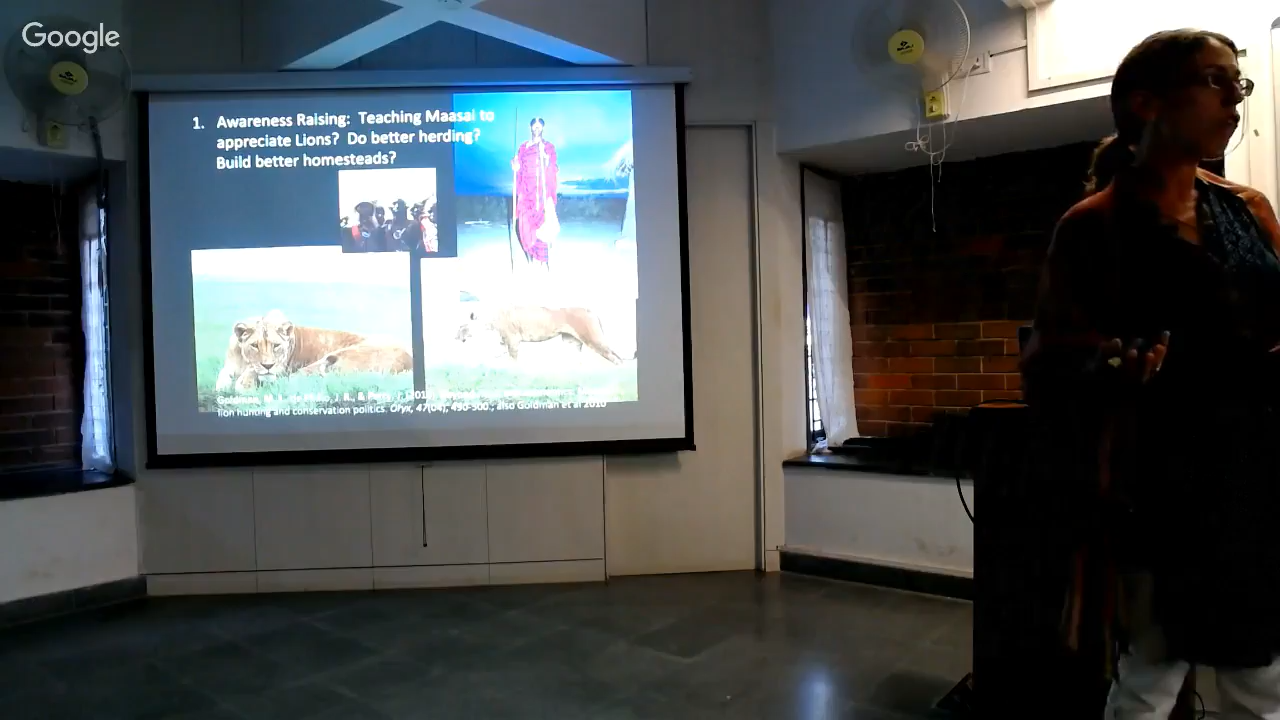 Google
1. Awareness Raising: Teaching Maasai to
appreciate Lions? Do better herding?
Build better homesteads?
Goldman, M.
lion hunting and conservation politics. Oryx, 47(04), 490-500.; also Goldman et al 2010